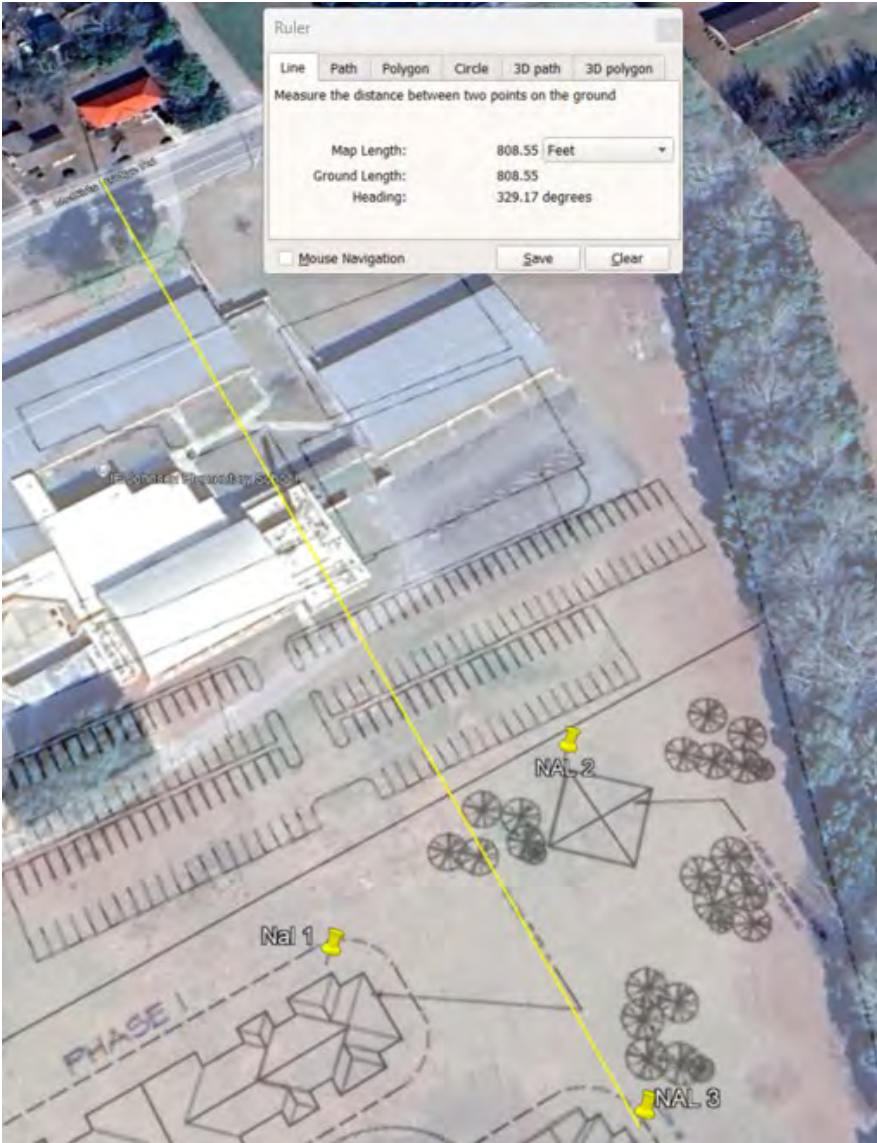 Ruler
Line Path Polygon Circle 3D path 3D polygon
Measure the distance between two points on the ground
Map Length: 808.55 Feet
Ground Length: 808.55
Heading: 329.17 degrees
Mouse Navigation Save Clear
Elementary School
NAL 2
Nal 1
PHASE I
NAL 3